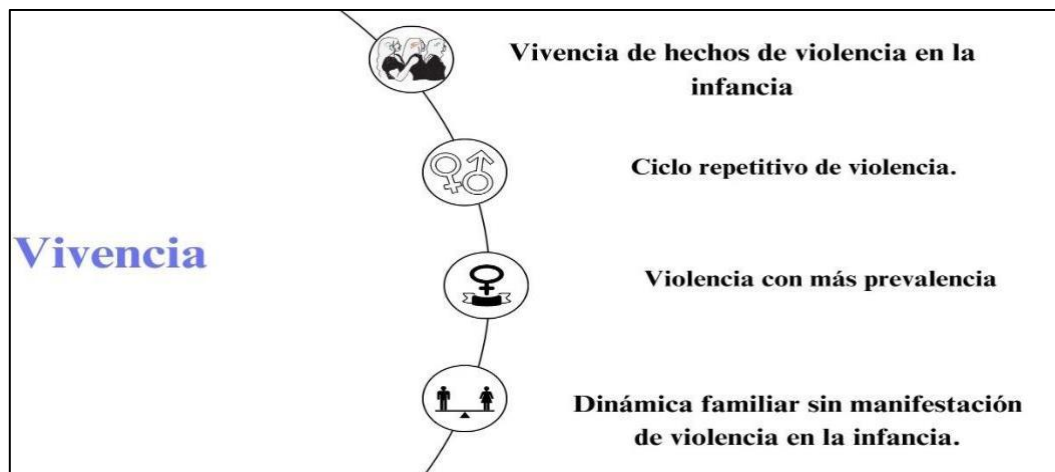 Vivencia de hechos de violencia en la
infancia
Ciclo repetitivo de violencia.
Vivencia
Violencia con más prevalencia
Dinámica familiar sin manifestación
de violencia en la infancia.